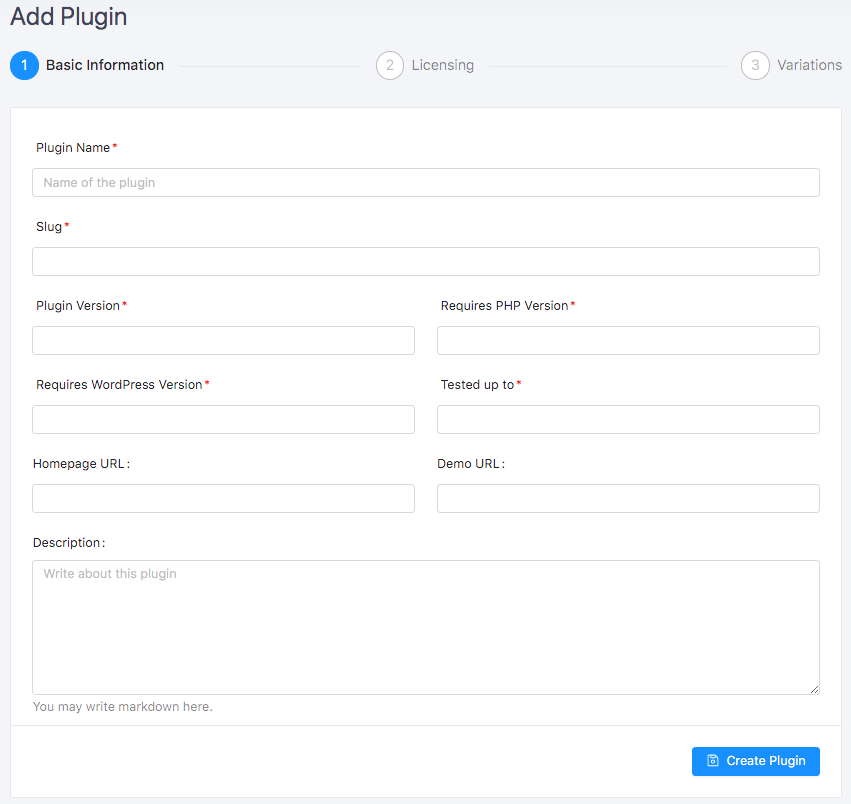 Add Plugin
1 Basic Information 2 Licensing 3 Variations
Plugin Name*
Name of the plugin
Slug*
Plugin Version* Requires PHP Version*
Requires WordPress Version* Tested up to*
Homepage URL: Demo URL:
Description:
Write about this plugin
You may write markdown here.
Create Plugin